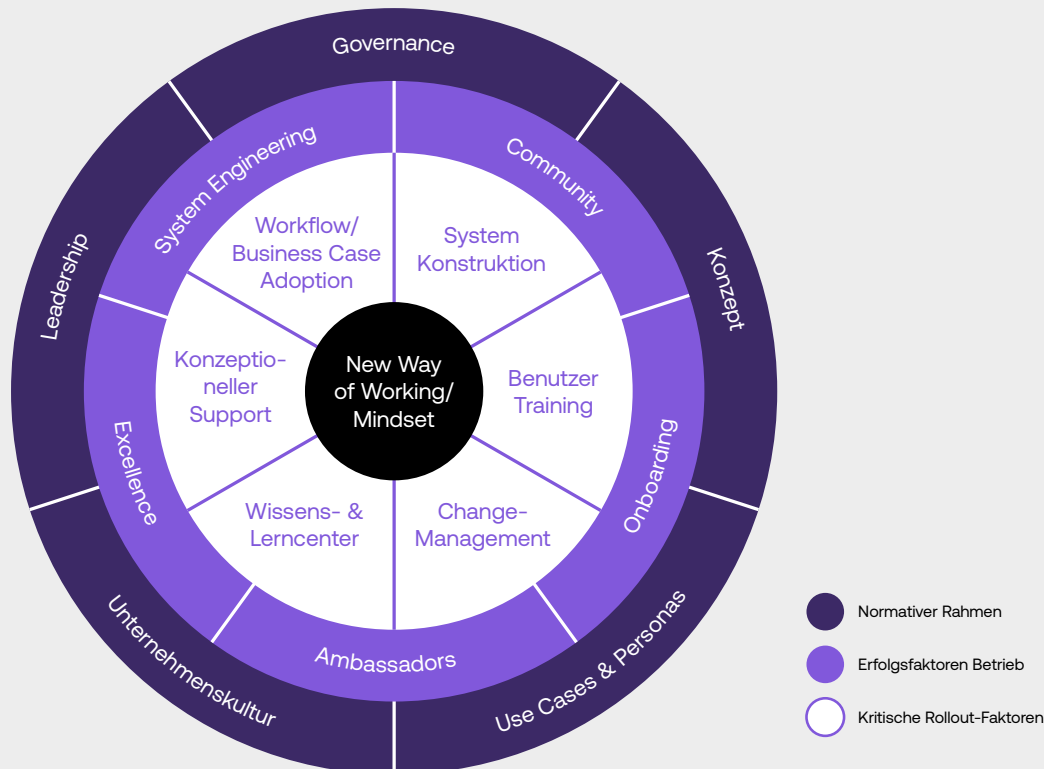 Governance
Leadership
Konzept
Unternehmenskultur
Use Cases & Personas
System Engineering
Community
Excellence
Onboarding
Ambassadors
Workflow/
Business Case
Adoption
System
Konstruktion
Konzeptio-
neller
Support
Benutzer
Training
Wissens- &
Lerncenter
Change-
Management
New Way
of Working/
Mindset
Normativer Rahmen
Erfolgsfaktoren Betrieb
Kritische Rollout-Faktoren